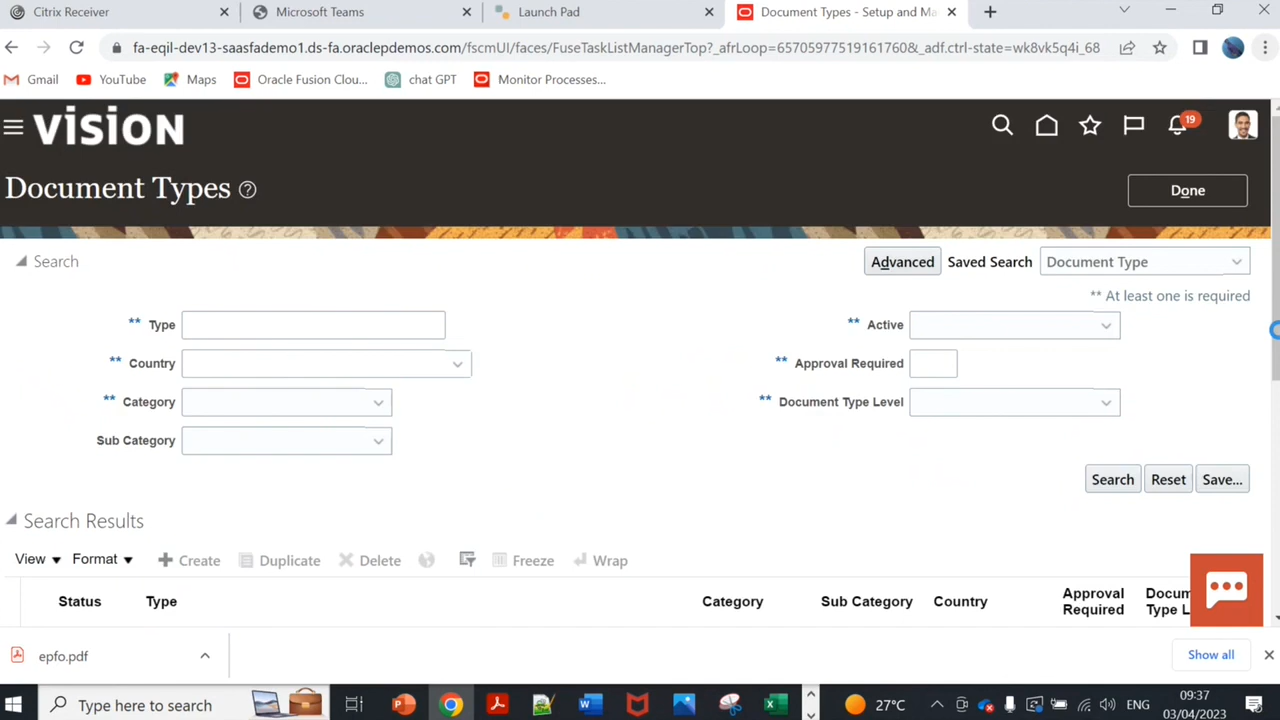 Citrix Receiver
Microsoft Teams
Launch Pad
Document Types - Setup and Ma
fa-eqil-dev13-saasfademo1.ds-fa.oraclepdemos.com/fscmUI/faces/FuseTaskListManagerTop?_afrLoop=65705977519161760&_adf.ctrl-state=wk8vk5q4i_68
Gmail
YouTube
Maps
Oracle Fusion Clou...
chat GPT
Monitor Processes...
VISION
19
Document Types
Done
Search
Advanced
Saved Search
Document Type
** At least one is required
** Type
** Active
** Country
** Approval Required
** Category
** Document Type Level
Sub Category
Search
Reset
Save...
Search Results
View
Format
Create
Duplicate
Delete
Freeze
Wrap
Status
Type
Category
Sub Category
Country
Approval
Required
Docum
Type L
epfo.pdf
Show all
Type here to search
27°C
ENG
09:37
03/04/2023